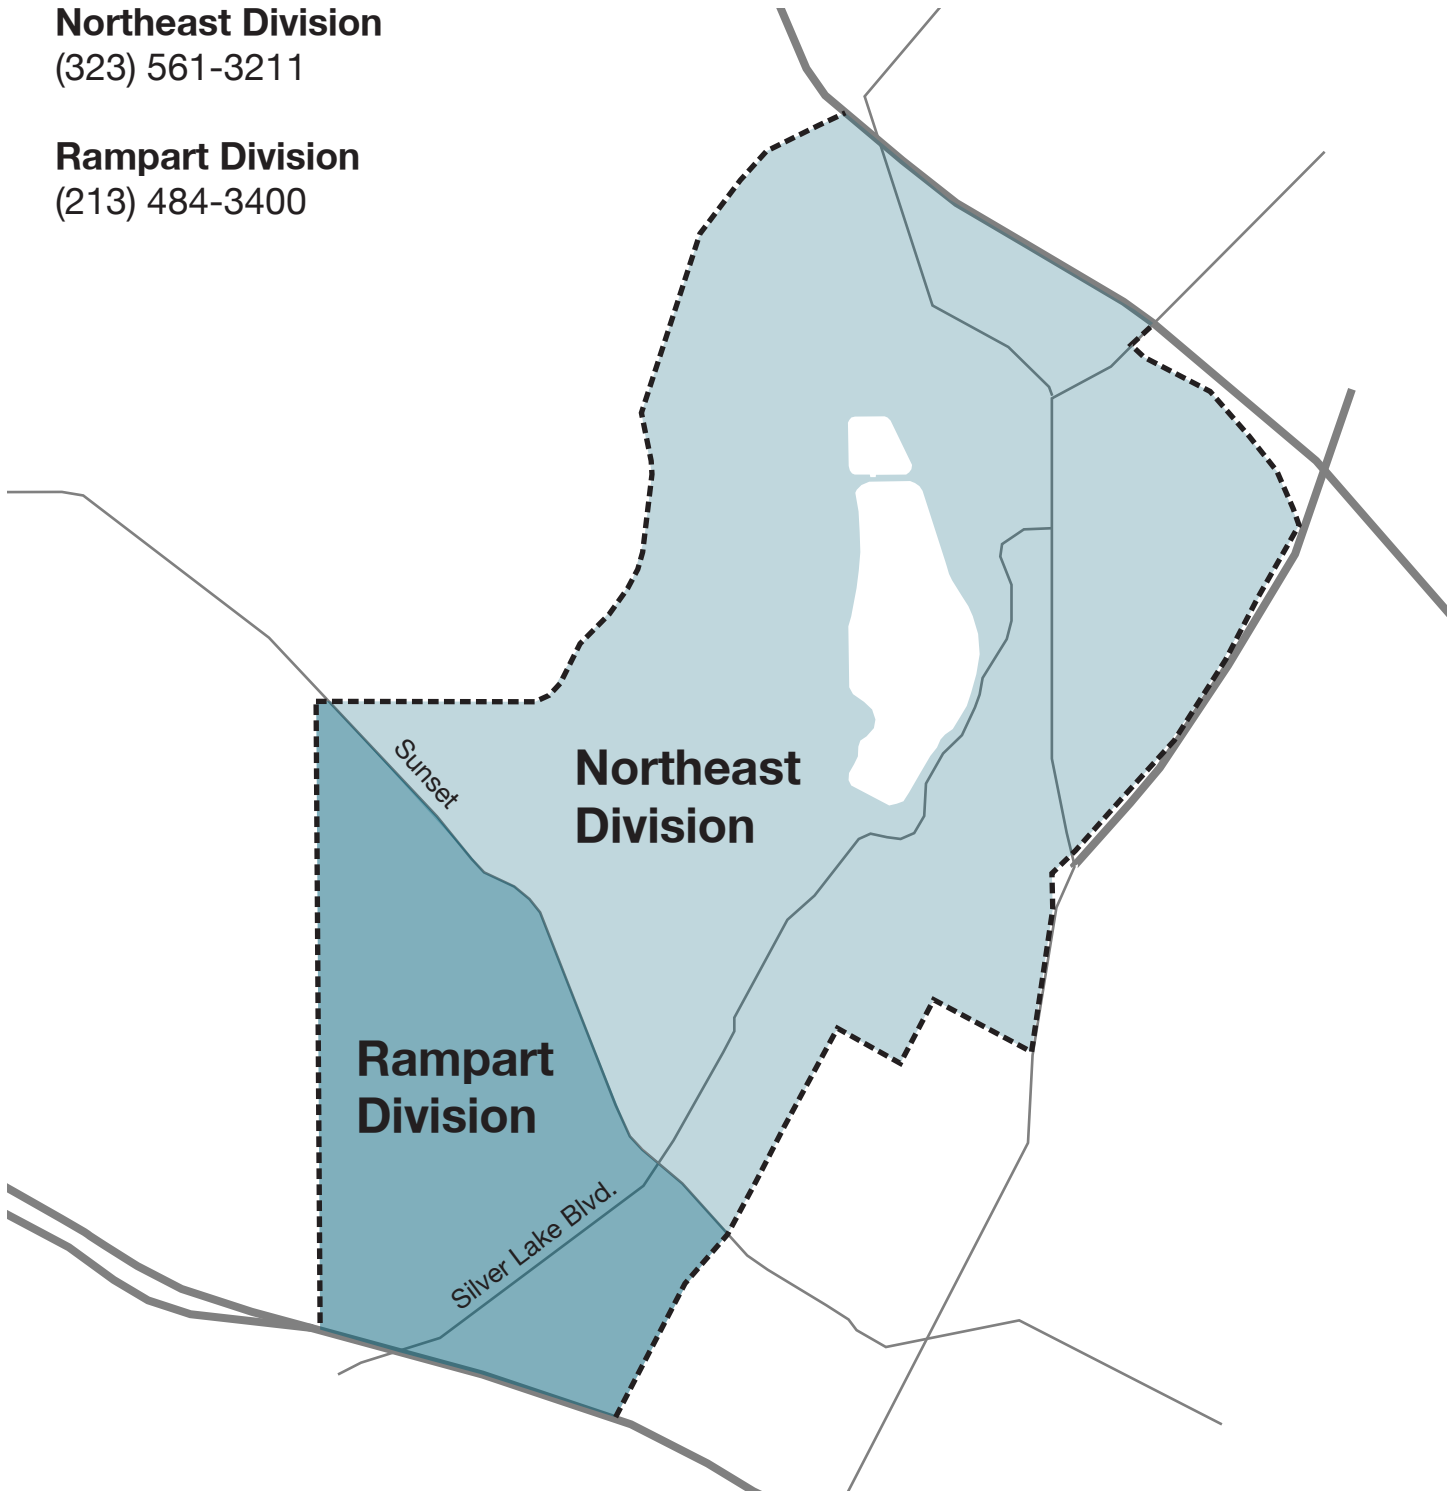 Northeast Division
(323) 561-3211
Rampart Division
(213) 484-3400
Sunset
Northeast
Division
Rampart
Division
Silver Lake Blvd.